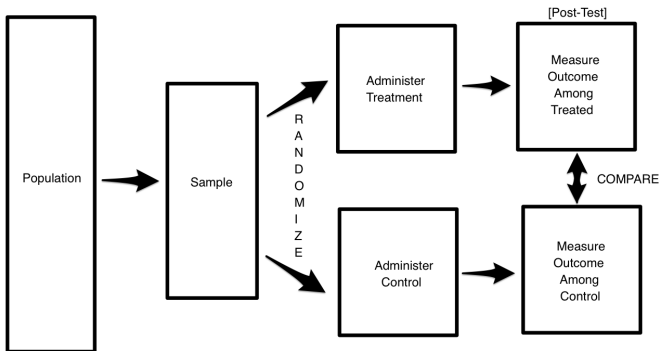 [Post-Test]
Population
Sample
R
A
N
D
O
M
I
Z
E
Administer
Treatment
Measure
Outcome
Among
Treated
COMPARE
Administer
Control
Measure
Outcome
Among
Control